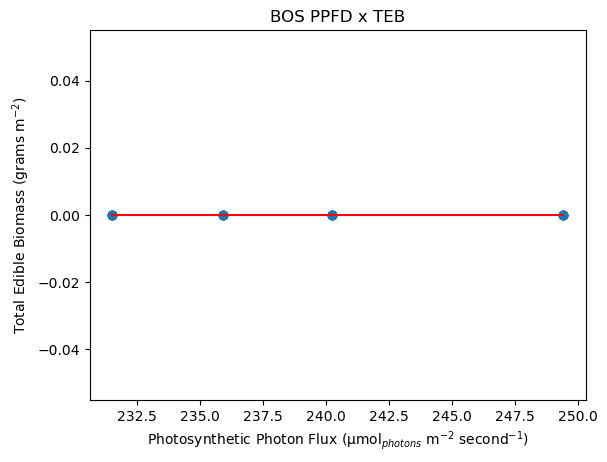 BOS PPFD x TEB
0.04
0.02
0.00
−0.02
−0.04
Total Edible Biomass (grams m⁻²)
232.5 235.0 237.5 240.0 242.5 245.0 247.5 250.0
Photosynthetic Photon Flux (μmol_photons m⁻² second⁻¹)